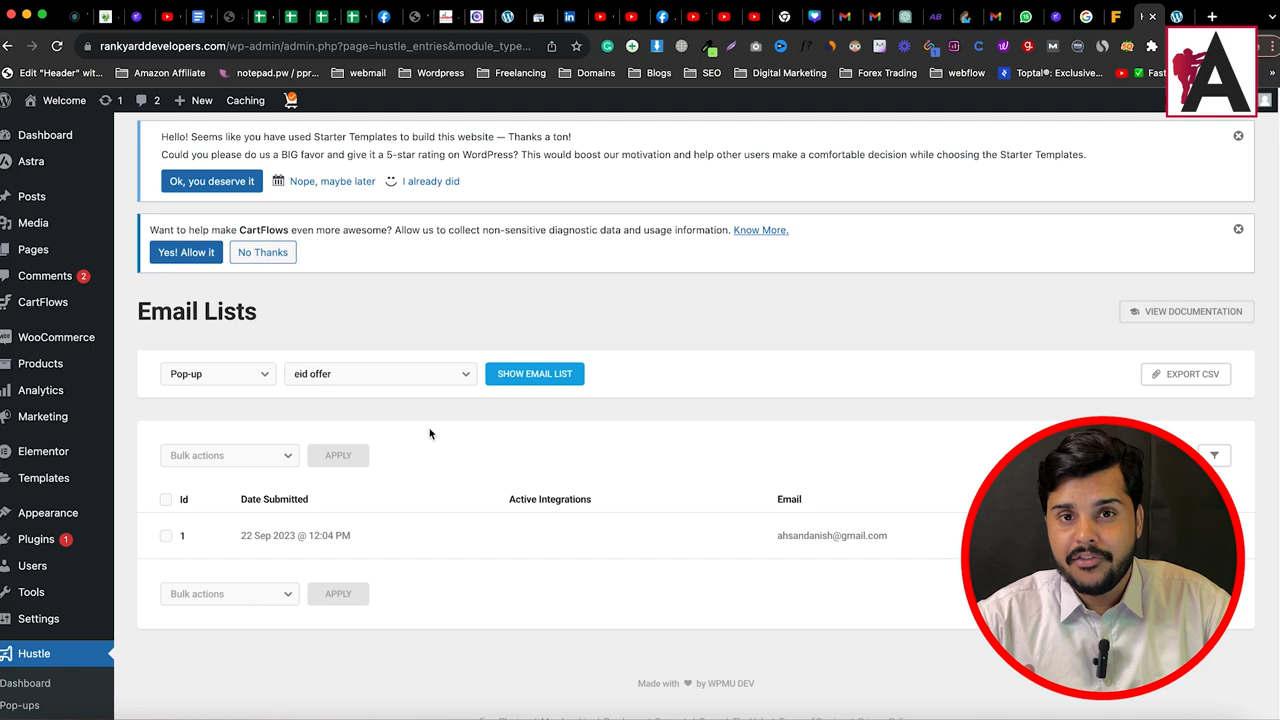 rankyarddevelopers.com/wp-admin/admin.php?page=hustle_entries&module_type...
Edit "Header" wit...
Amazon Affiliate
notepad.pw / ppr...
webmail
Wordpress
Freelancing
Domains
Blogs
SEO
Digital Marketing
Forex Trading
webflow
Toptal®: Exclusive...
A
Welcome
1
2
New
Caching
Dashboard
Astra
Posts
Media
Pages
Comments 2
CartFlows
WooCommerce
Products
Analytics
Marketing
Elementor
Templates
Appearance
Plugins 1
Users
Tools
Settings
Hustle
Dashboard
Pop-ups
Hello! Seems like you have used Starter Templates to build this website — Thanks a ton!
Could you please do us a BIG favor and give it a 5-star rating on WordPress? This would boost our motivation and help other users make a comfortable decision while choosing the Starter Templates.
Ok, you deserve it
Nope, maybe later
I already did
Want to help make CartFlows even more awesome? Allow us to collect non-sensitive diagnostic data and usage information. Know More.
Yes! Allow it
No Thanks
Email Lists
VIEW DOCUMENTATION
Pop-up
eid offer
SHOW EMAIL LIST
EXPORT CSV
Bulk actions
APPLY
Id
Date Submitted
Active Integrations
Email
1
22 Sep 2023 @ 12:04 PM
ahsandanish@gmail.com
Bulk actions
APPLY
Made with ♥ by WPMU DEV